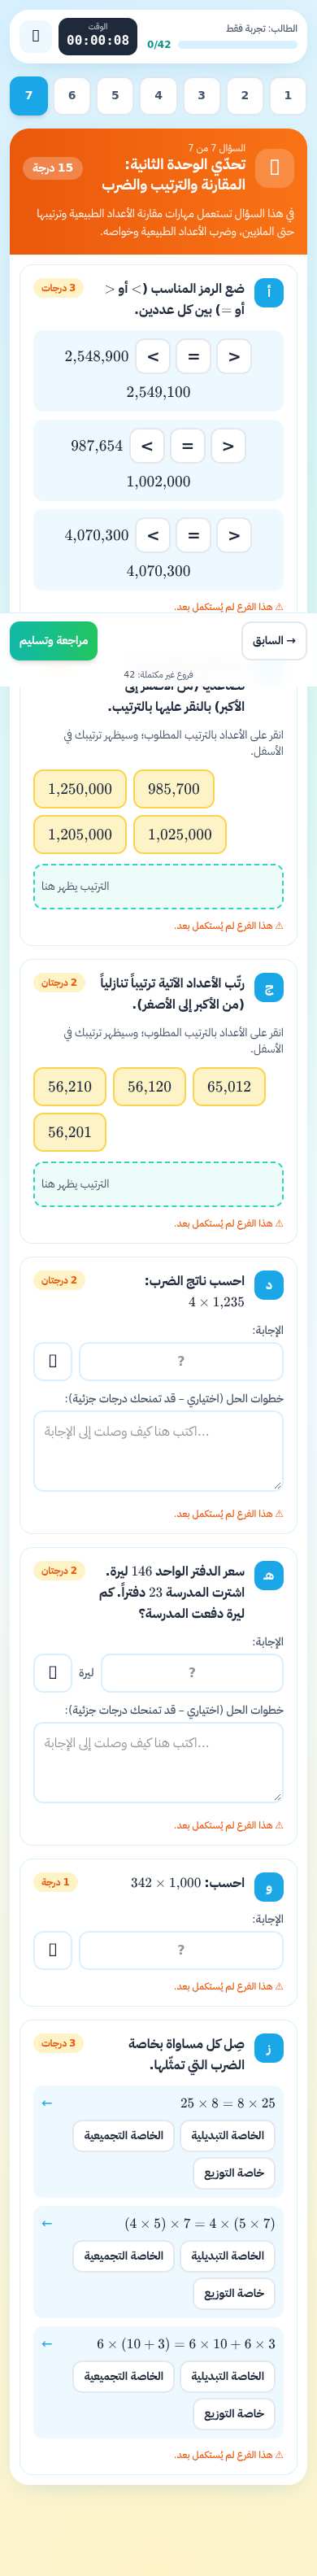 الطالب: تجربة فقط
0/42
الوقت
00:00:08
1 2 3 4 5 6 7
السؤال 7 من 7
تحدّي الوحدة الثانية:
المقارنة والترتيب والضرب
15 درجة
في هذا السؤال تستعمل مهارات مقارنة الأعداد الطبيعية وترتيبها
حتى الملايين، وضرب الأعداد الطبيعية وخواصه.
أ
ضع الرمز المناسب (> أو <
أو =) بين كل عددين.
3 درجات
2,548,900 < = >
2,549,100
987,654 < = >
1,002,000
4,070,300 < = >
4,070,300
⚠ هذا الفرع لم يُستكمل بعد.
→ السابق
مراجعة وتسليم
فروع غير مكتملة: 42
الأكبر) بالنقر عليها بالترتيب.
انقر على الأعداد بالترتيب المطلوب؛ وسيظهر ترتيبك في
الأسفل.
985,700 1,250,000
1,025,000 1,205,000
الترتيب يظهر هنا
⚠ هذا الفرع لم يُستكمل بعد.
ج
رتّب الأعداد الآتية ترتيباً تنازلياً
(من الأكبر إلى الأصغر).
2 درجتان
انقر على الأعداد بالترتيب المطلوب؛ وسيظهر ترتيبك في
الأسفل.
65,012 56,120 56,210
56,201
الترتيب يظهر هنا
⚠ هذا الفرع لم يُستكمل بعد.
د
احسب ناتج الضرب:
4 × 1,235
2 درجتان
الإجابة:
?
خطوات الحل (اختياري – قد تمنحك درجات جزئية):
اكتب هنا كيف وصلت إلى الإجابة...
⚠ هذا الفرع لم يُستكمل بعد.
هـ
سعر الدفتر الواحد 146 ليرة.
اشترت المدرسة 23 دفتراً. كم
ليرة دفعت المدرسة؟
2 درجتان
الإجابة:
? ليرة
خطوات الحل (اختياري – قد تمنحك درجات جزئية):
اكتب هنا كيف وصلت إلى الإجابة...
⚠ هذا الفرع لم يُستكمل بعد.
و
احسب: 342 × 1,000
1 درجة
الإجابة:
?
⚠ هذا الفرع لم يُستكمل بعد.
ز
صِل كل مساواة بخاصة
الضرب التي تمثّلها.
3 درجات
25 × 8 = 8 × 25 ←
الخاصة التبديلية الخاصة التجميعية
خاصة التوزيع
(4 × 5) × 7 = 4 × (5 × 7) ←
الخاصة التبديلية الخاصة التجميعية
خاصة التوزيع
6 × (10 + 3) = 6 × 10 + 6 × 3 ←
الخاصة التبديلية الخاصة التجميعية
خاصة التوزيع
⚠ هذا الفرع لم يُستكمل بعد.